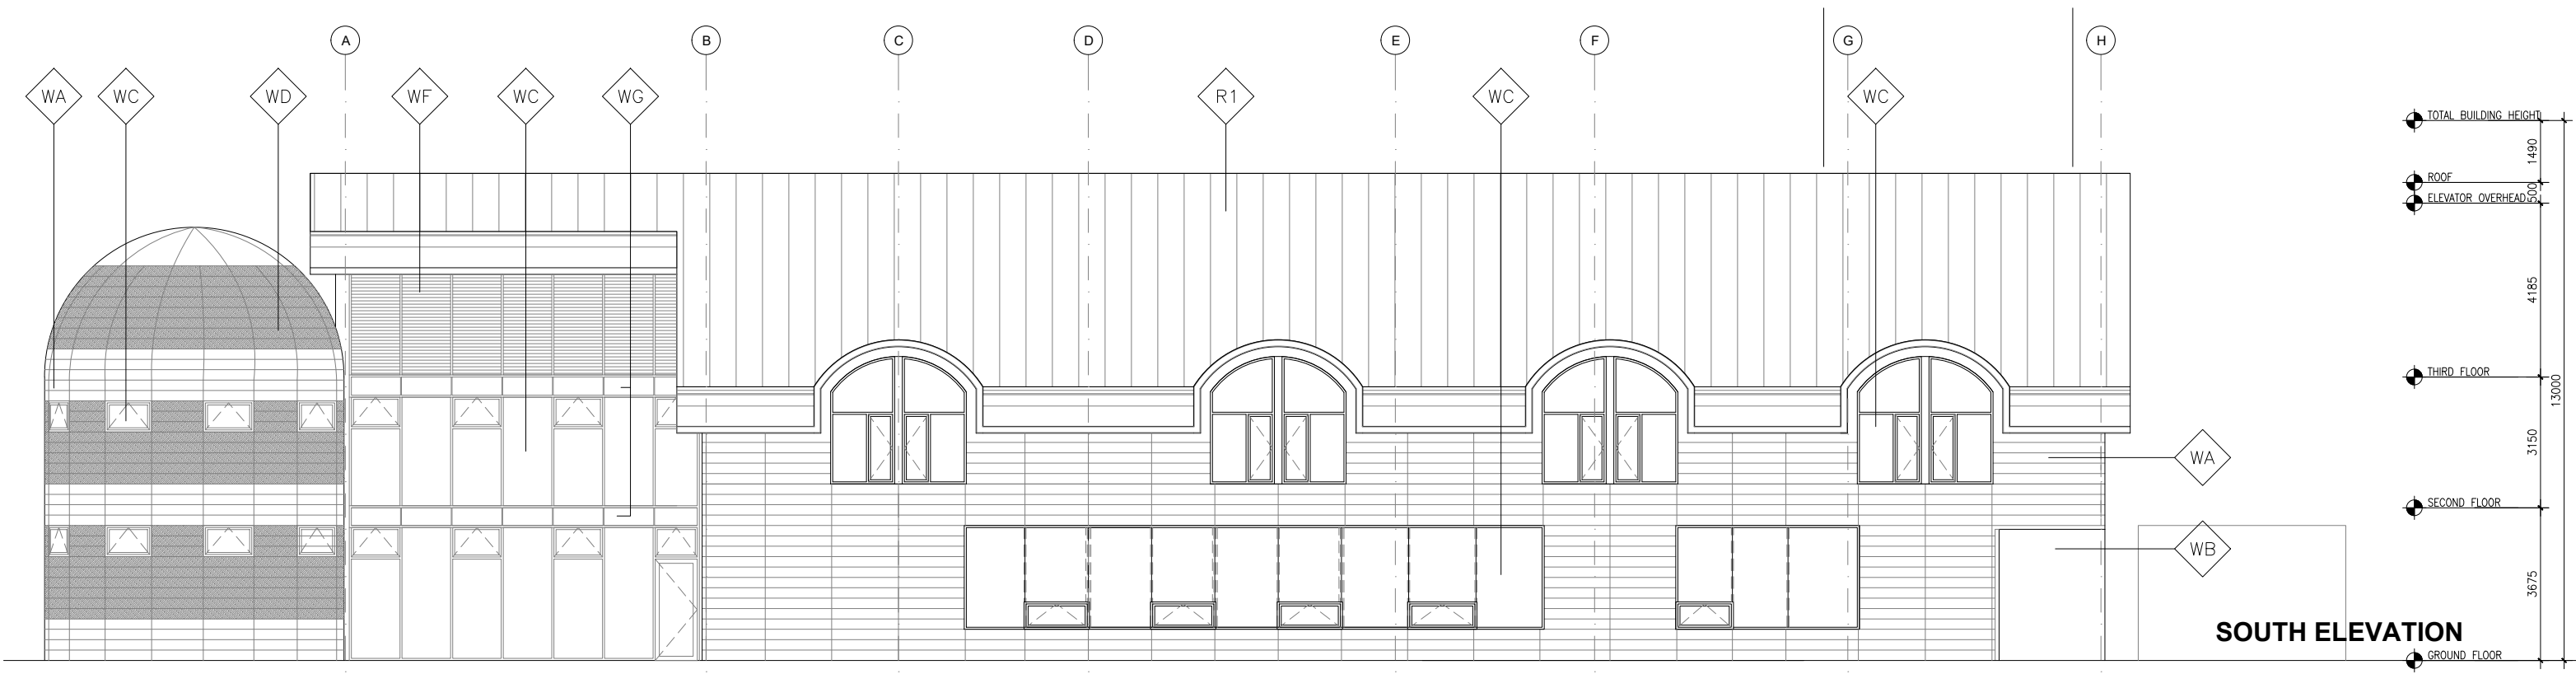 A B C D E F G H
WA WC WD WF WC WG R1 WC WC
TOTAL BUILDING HEIGHT
1490
ROOF
500
ELEVATOR OVERHEAD
4185
THIRD FLOOR
13000
3150
WA
SECOND FLOOR
WB
3675
SOUTH ELEVATION
GROUND FLOOR